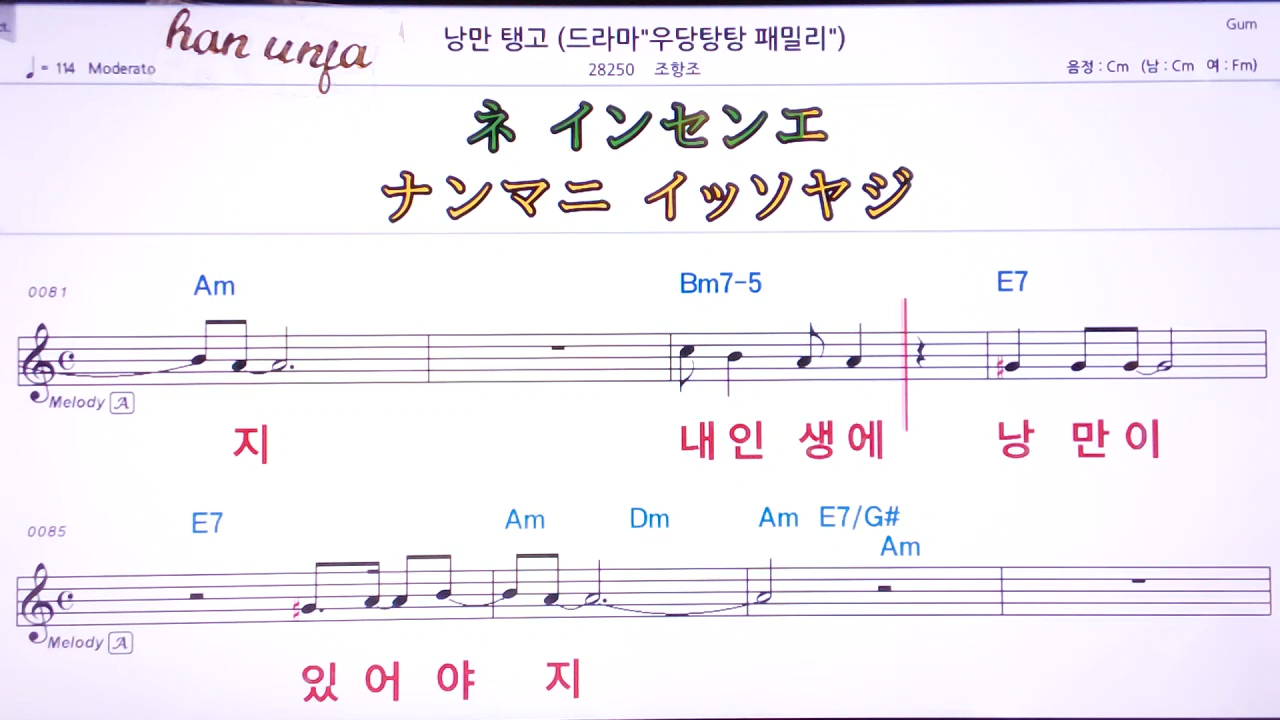 han unfa
낭만 탱고 (드라마"우당탕탕 패밀리")
Gum
♩ = 114 Moderato
28250 조항조
음정 : Cm (남 : Cm 여 : Fm)
ネ インセンエ
ナンマニ イッソヤジ
0081 Am Bm7-5 E7
Melody A
지 내 인 생 에 낭 만 이
0085 E7 Am Dm Am E7/G#
Am
Melody A
있 어 야 지